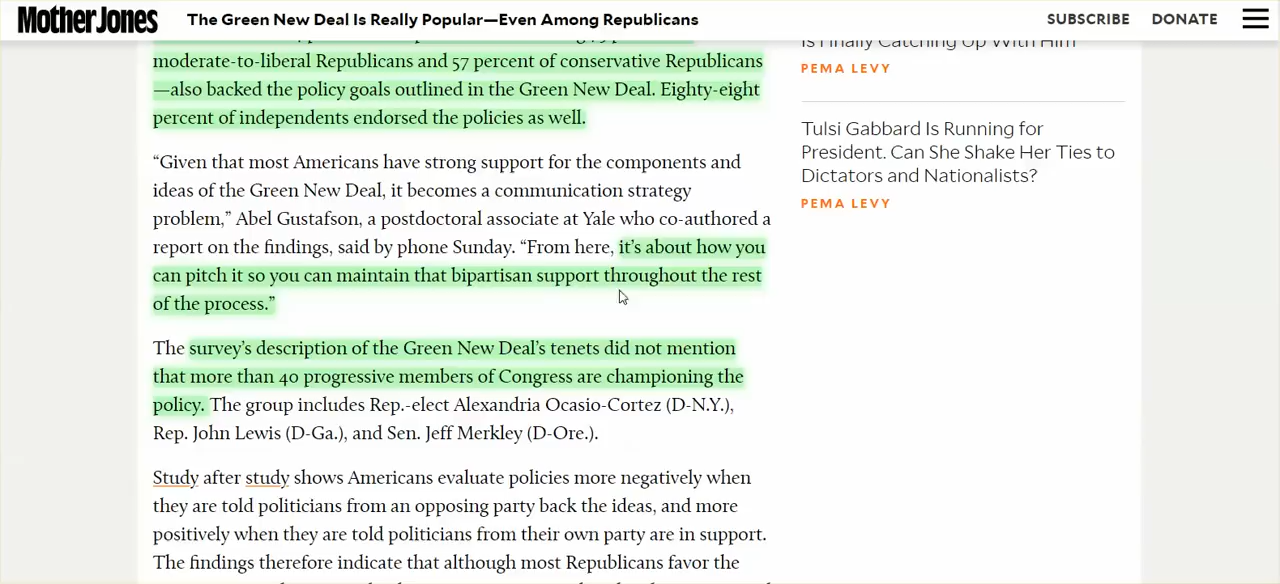 Mother Jones
The Green New Deal Is Really Popular—Even Among Republicans
SUBSCRIBE
DONATE
moderate-to-liberal Republicans and 57 percent of conservative Republicans
—also backed the policy goals outlined in the Green New Deal. Eighty-eight
percent of independents endorsed the policies as well.
“Given that most Americans have strong support for the components and
ideas of the Green New Deal, it becomes a communication strategy
problem,” Abel Gustafson, a postdoctoral associate at Yale who co-authored a
report on the findings, said by phone Sunday. “From here, it’s about how you
can pitch it so you can maintain that bipartisan support throughout the rest
of the process.”
The survey’s description of the Green New Deal’s tenets did not mention
that more than 40 progressive members of Congress are championing the
policy. The group includes Rep.-elect Alexandria Ocasio-Cortez (D-N.Y.),
Rep. John Lewis (D-Ga.), and Sen. Jeff Merkley (D-Ore.).
Study after study shows Americans evaluate policies more negatively when
they are told politicians from an opposing party back the ideas, and more
positively when they are told politicians from their own party are in support.
The findings therefore indicate that although most Republicans favor the
Is Finally Catching Up With Him
PEMA LEVY
Tulsi Gabbard Is Running for
President. Can She Shake Her Ties to
Dictators and Nationalists?
PEMA LEVY